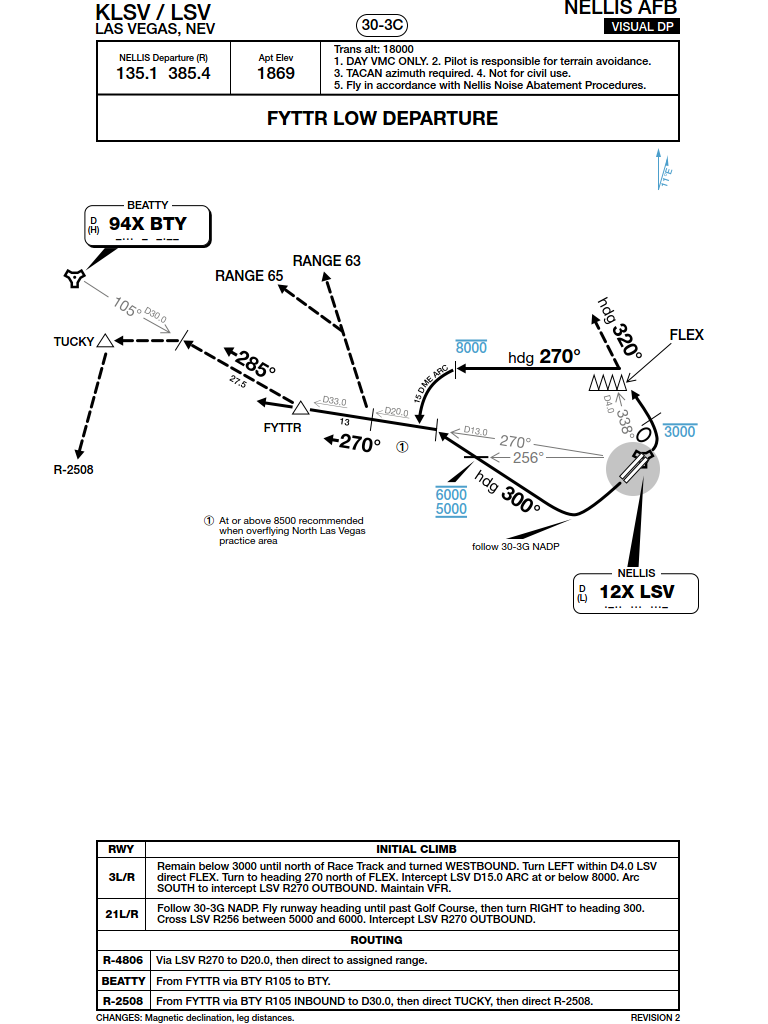 KLSV / LSV
LAS VEGAS, NEV
30-3C
NELLIS AFB
VISUAL DP
NELLIS Departure (R)
135.1 385.4
Apt Elev
1869
Trans alt: 18000
1. DAY VMC ONLY. 2. Pilot is responsible for terrain avoidance.
3. TACAN azimuth required. 4. Not for civil use.
5. Fly in accordance with Nellis Noise Abatement Procedures.
FYTTR LOW DEPARTURE
11°E
BEATTY
D
(H)
94X BTY
RANGE 63
RANGE 65
105°
D30.0
TUCKY
285°
27.5
R-2508
FYTTR
D33.0
13
D20.0
270° ①
15 DME ARC
8000
hdg 270°
hdg 320°
FLEX
D4.0
338°
3000
D13.0
270°
256°
6000
5000
hdg 300°
① At or above 8500 recommended
when overflying North Las Vegas
practice area
follow 30-3G NADP
NELLIS
D
(L)
12X LSV
RWY
INITIAL CLIMB
3L/R
Remain below 3000 until north of Race Track and turned WESTBOUND. Turn LEFT within D4.0 LSV
direct FLEX. Turn to heading 270 north of FLEX. Intercept LSV D15.0 ARC at or below 8000. Arc
SOUTH to intercept LSV R270 OUTBOUND. Maintain VFR.
21L/R
Follow 30-3G NADP. Fly runway heading until past Golf Course, then turn RIGHT to heading 300.
Cross LSV R256 between 5000 and 6000. Intercept LSV R270 OUTBOUND.
ROUTING
R-4806 Via LSV R270 to D20.0, then direct to assigned range.
BEATTY From FYTTR via BTY R105 to BTY.
R-2508 From FYTTR via BTY R105 INBOUND to D30.0, then direct TUCKY, then direct R-2508.
CHANGES: Magnetic declination, leg distances.
REVISION 2